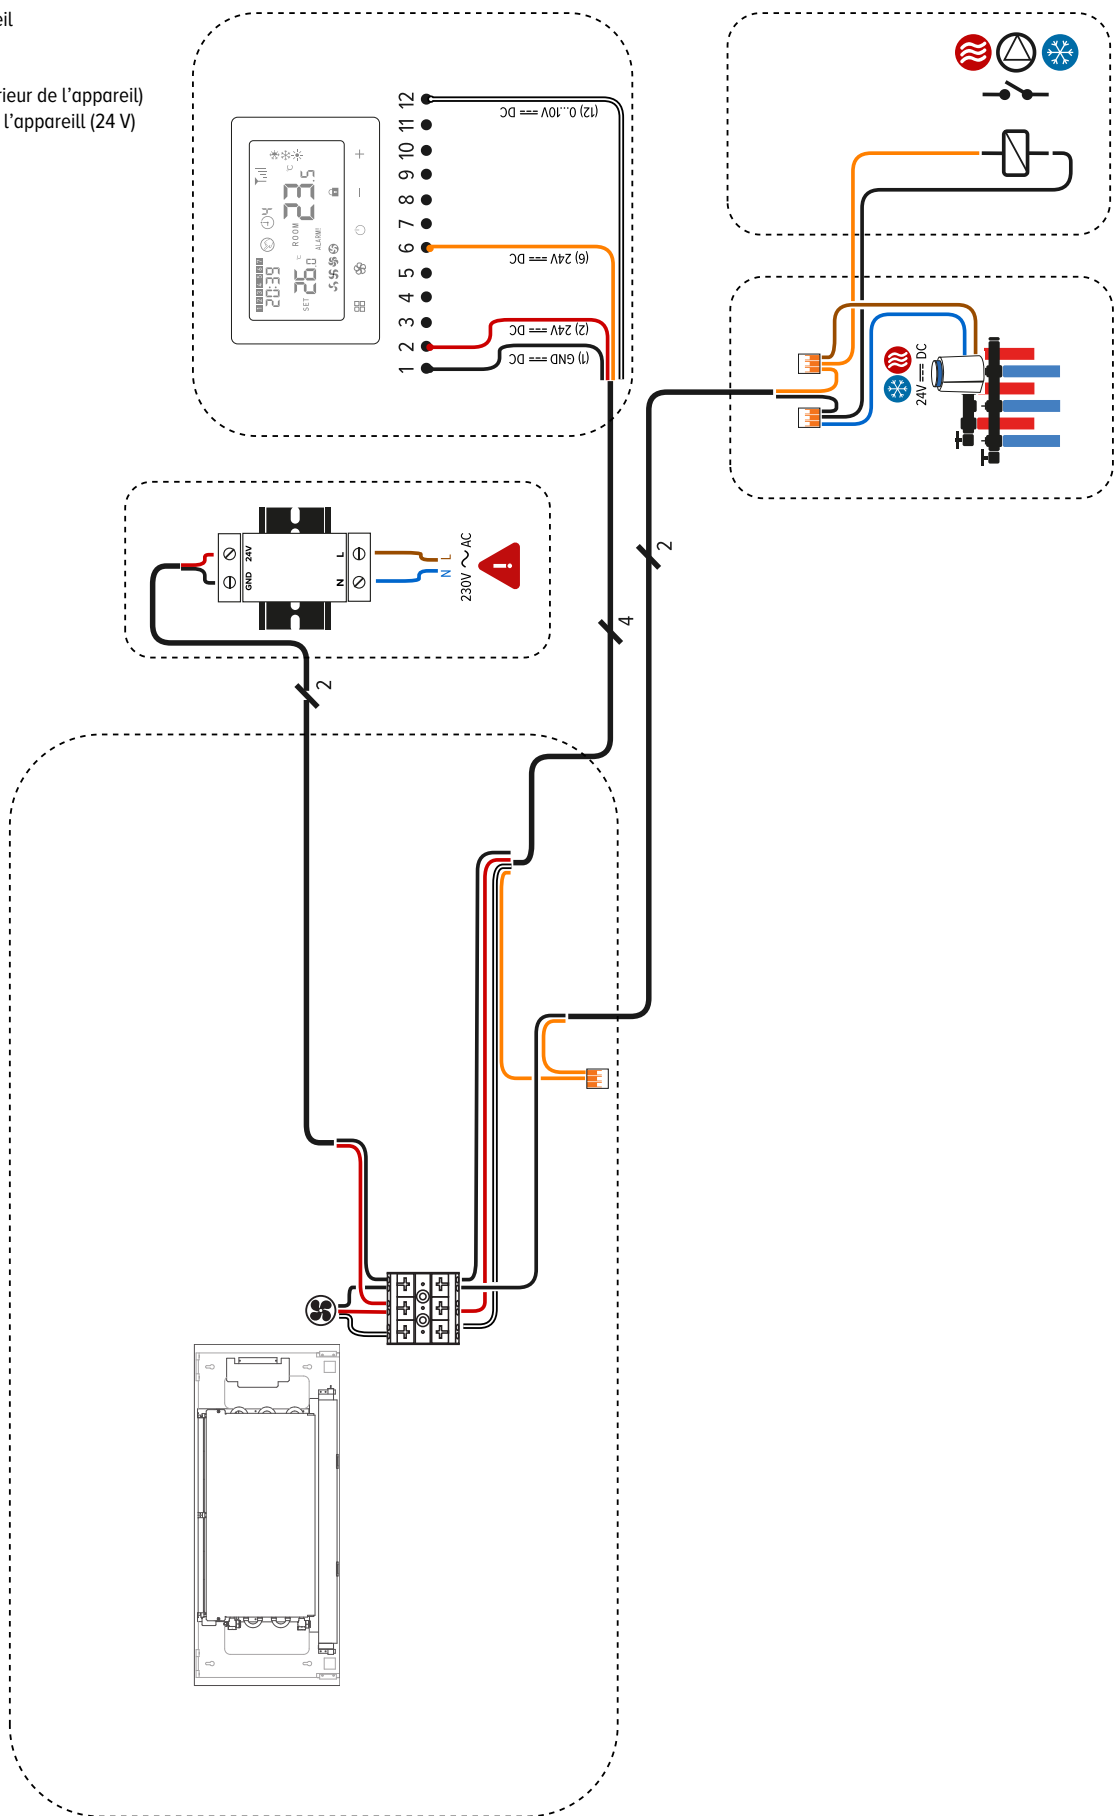 eil
rieur de l'appareil)
l'appareill (24 V)
12
11
10
9
8
7
6
5
4
3
2
1
(12) 0...10V DC
(6) 24V DC
(2) 24V DC
(1) GND DC
20:39
4
SET 26.0 °C
ROOM 23.5 °C
ALARM!!
24V
GND
L
N
L
N
230V ~ AC
24V DC
2
4
2